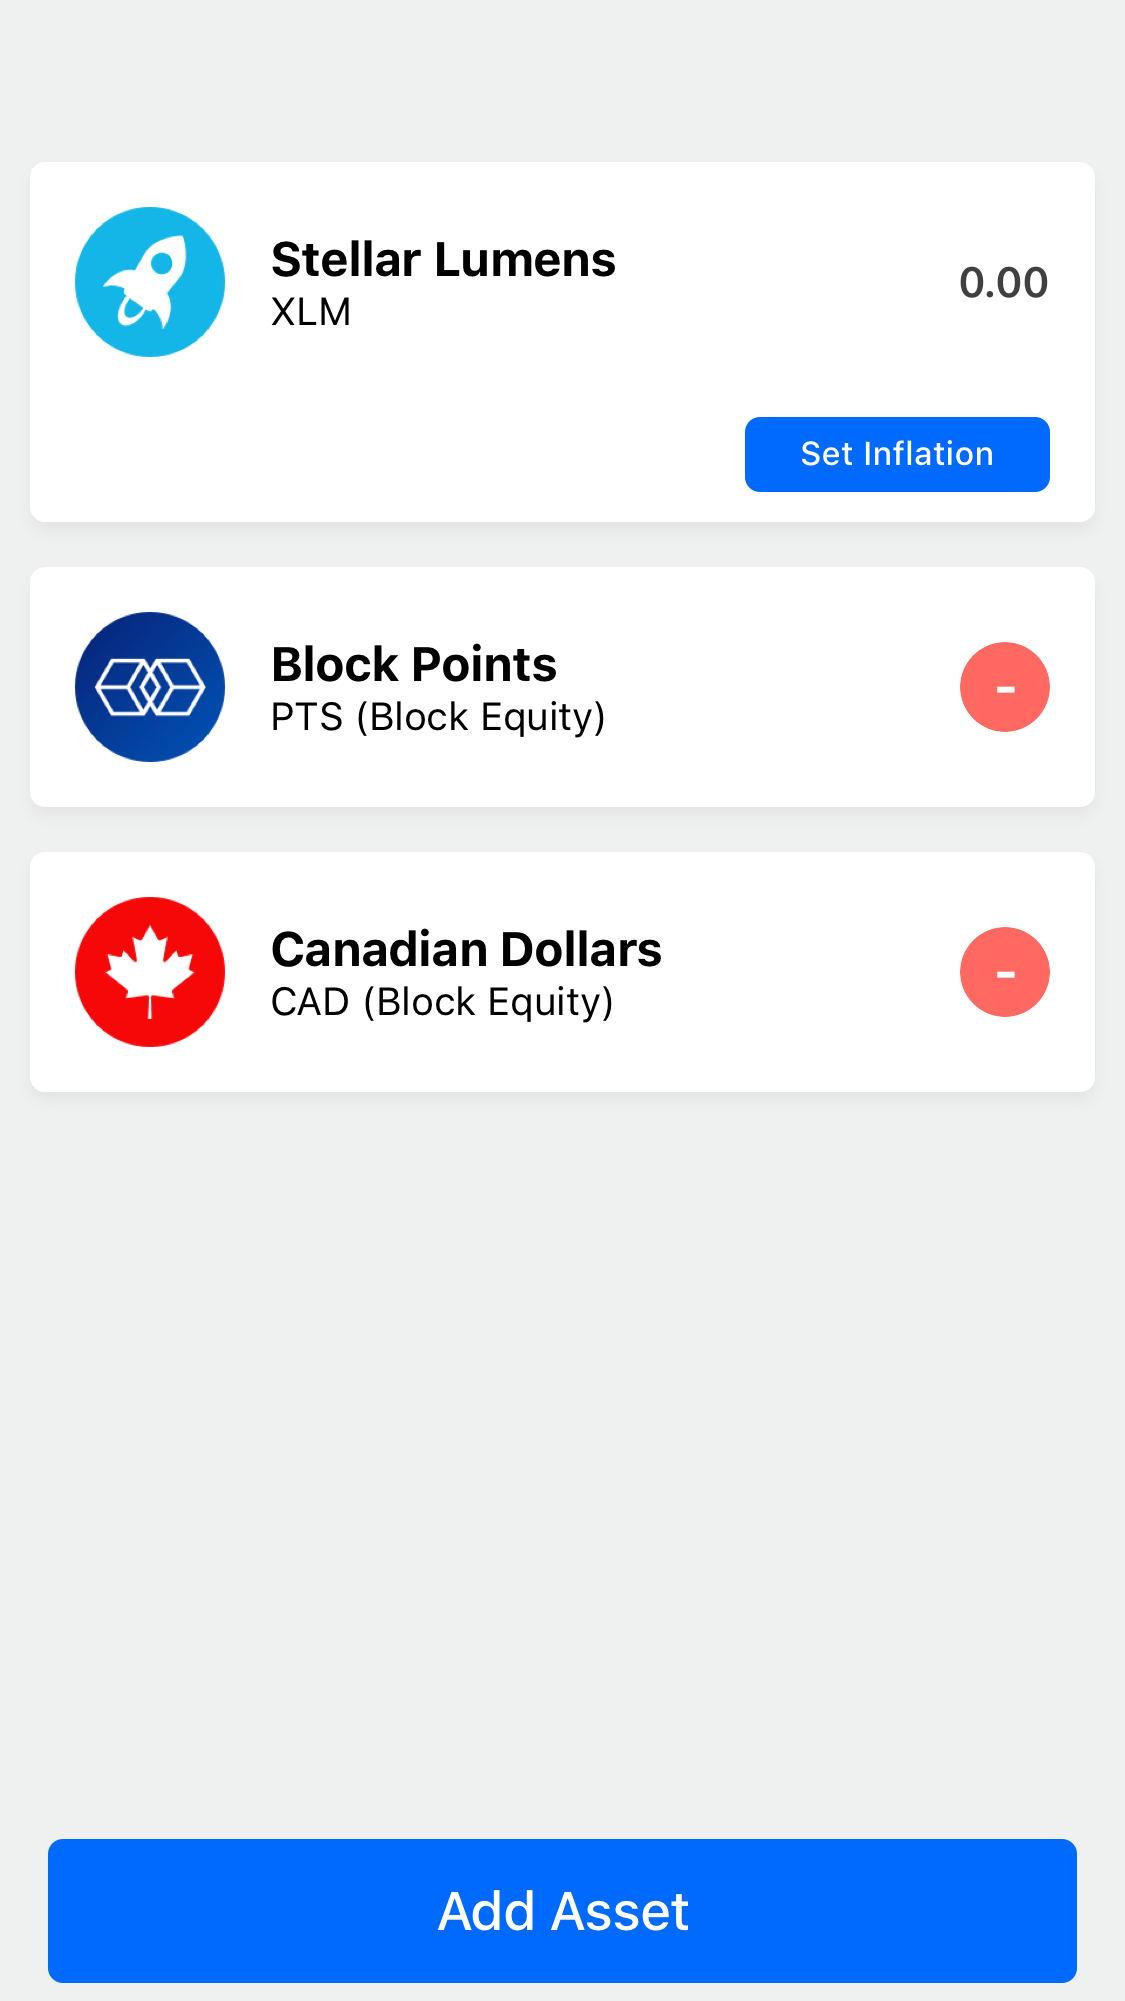 Stellar Lumens
XLM
0.00
Set Inflation
Block Points
PTS (Block Equity)
-
Canadian Dollars
CAD (Block Equity)
-
Add Asset